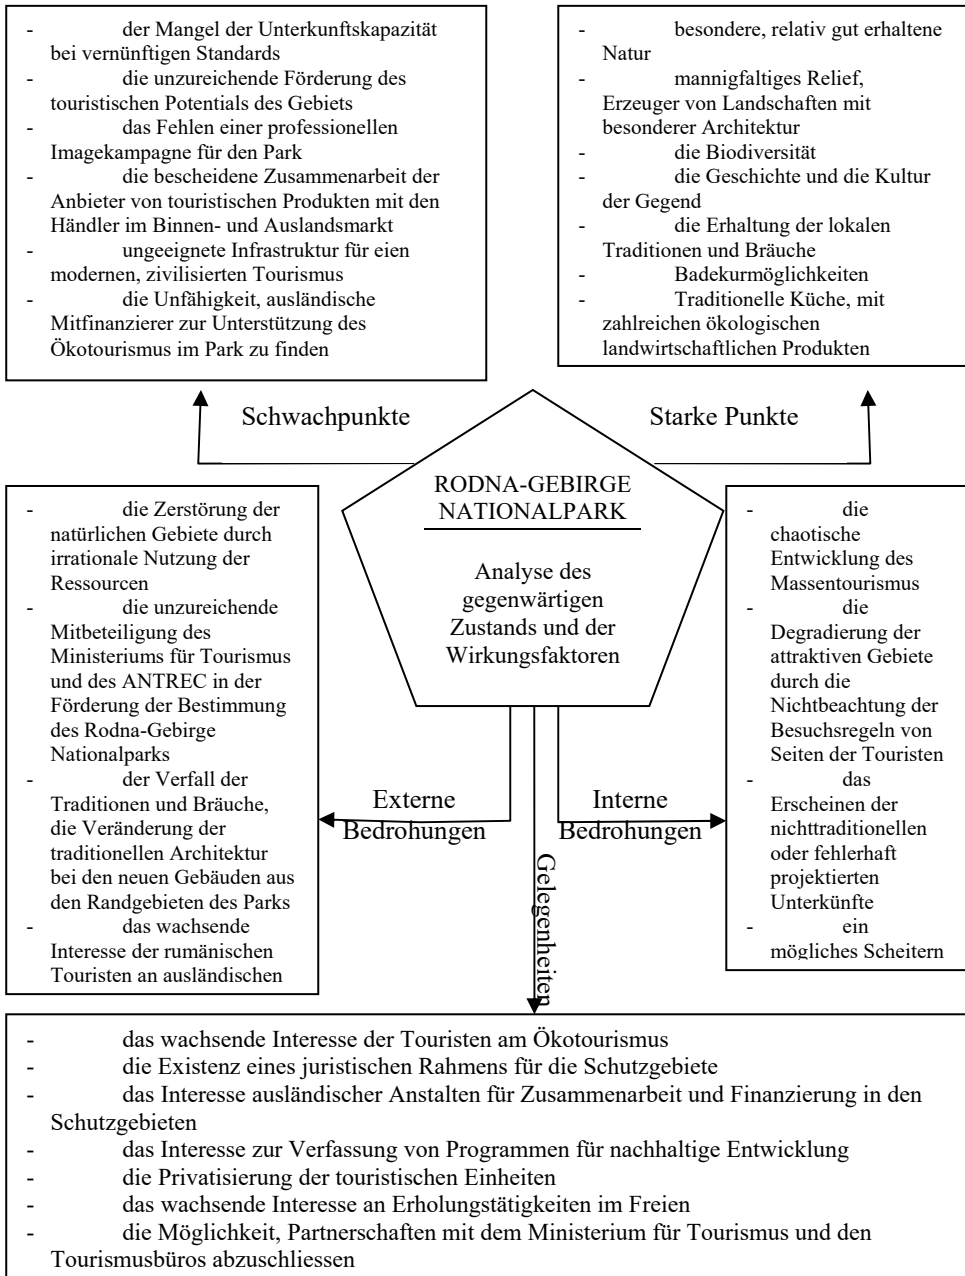 - der Mangel der Unterkunftskapazität
bei vernünftigen Standards
- die unzureichende Förderung des
touristischen Potentials des Gebiets
- das Fehlen einer professionellen
Imagekampagne für den Park
- die bescheidene Zusammenarbeit der
Anbieter von touristischen Produkten mit den
Händler im Binnen- und Auslandsmarkt
- ungeeignete Infrastruktur für eien
modernen, zivilisierten Tourismus
- die Unfähigkeit, ausländische
Mitfinanzierer zur Unterstützung des
Ökotourismus im Park zu finden
- besondere, relativ gut erhaltene
Natur
- mannigfaltiges Relief,
Erzeuger von Landschaften mit
besonderer Architektur
- die Biodiversität
- die Geschichte und die Kultur
der Gegend
- die Erhaltung der lokalen
Traditionen und Bräuche
- Badekurmöglichkeiten
- Traditionelle Küche, mit
zahlreichen ökologischen
landwirtschaftlichen Produkten
Schwachpunkte
Starke Punkte
RODNA-GEBIRGE
NATIONALPARK
Analyse des
gegenwärtigen
Zustands und der
Wirkungsfaktoren
- die Zerstörung der
natürlichen Gebiete durch
irrationale Nutzung der
Ressourcen
- die unzureichende
Mitbeteiligung des
Ministeriums für Tourismus
und des ANTREC in der
Förderung der Bestimmung
des Rodna-Gebirge
Nationalparks
- der Verfall der
Traditionen und Bräuche,
die Veränderung der
traditionellen Architektur
bei den neuen Gebäuden aus
den Randgebieten des Parks
- das wachsende
Interesse der rumänischen
Touristen an ausländischen
Externe
Bedrohungen
Interne
Bedrohungen
Gelegenheiten
- die
chaotische
Entwicklung des
Massentourismus
- die
Degradierung der
attraktiven Gebiete
durch die
Nichtbeachtung der
Besuchsregeln von
Seiten der Touristen
- das
Erscheinen der
nichttraditionellen
oder fehlerhaft
projektierten
Unterkünfte
- ein
mögliches Scheitern
- das wachsende Interesse der Touristen am Ökotourismus
- die Existenz eines juristischen Rahmens für die Schutzgebiete
- das Interesse ausländischer Anstalten für Zusammenarbeit und Finanzierung in den
Schutzgebieten
- das Interesse zur Verfassung von Programmen für nachhaltige Entwicklung
- die Privatisierung der touristischen Einheiten
- das wachsende Interesse an Erholungstätigkeiten im Freien
- die Möglichkeit, Partnerschaften mit dem Ministerium für Tourismus und den
Tourismusbüros abzuschliessen